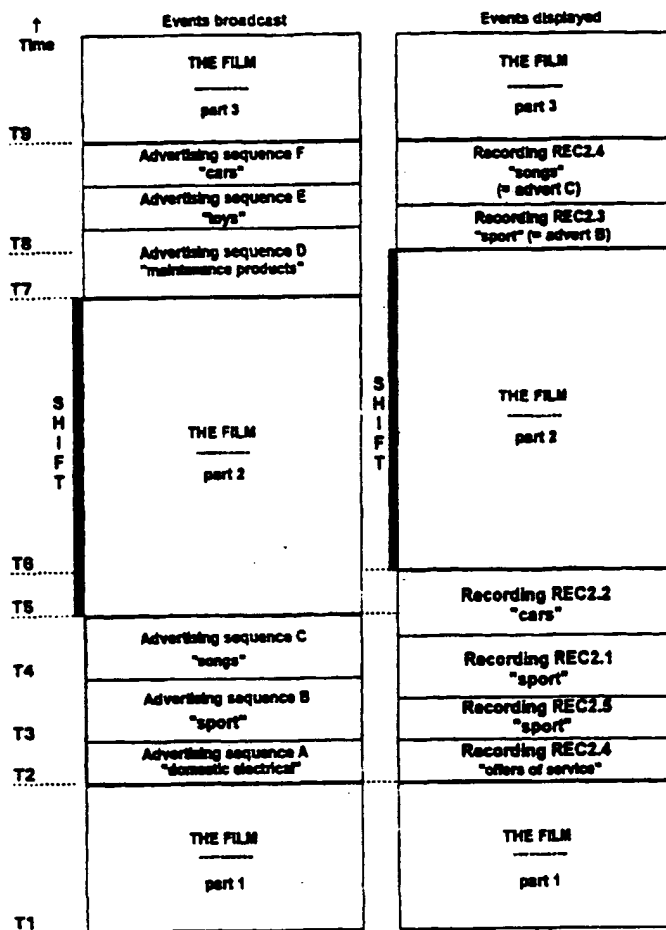 ↑
Time
Events broadcast
Events displayed
THE FILM
part 3
THE FILM
part 3
T9
Advertising sequence F
"cars"
Advertising sequence E
"toys"
Advertising sequence D
"maintenance products"
Recording REC2.4
"songs"
(= advert C)
Recording REC2.3
"sport" (= advert B)
T8
T7
SHIFT
THE FILM
part 2
SHIFT
THE FILM
part 2
T6
T5
Advertising sequence C
"songs"
Advertising sequence B
"sport"
Advertising sequence A
"domestic electrical"
Recording REC2.2
"cars"
Recording REC2.1
"sport"
Recording REC2.5
"sport"
Recording REC2.4
"offers of service"
T4
T3
T2
THE FILM
part 1
THE FILM
part 1
T1